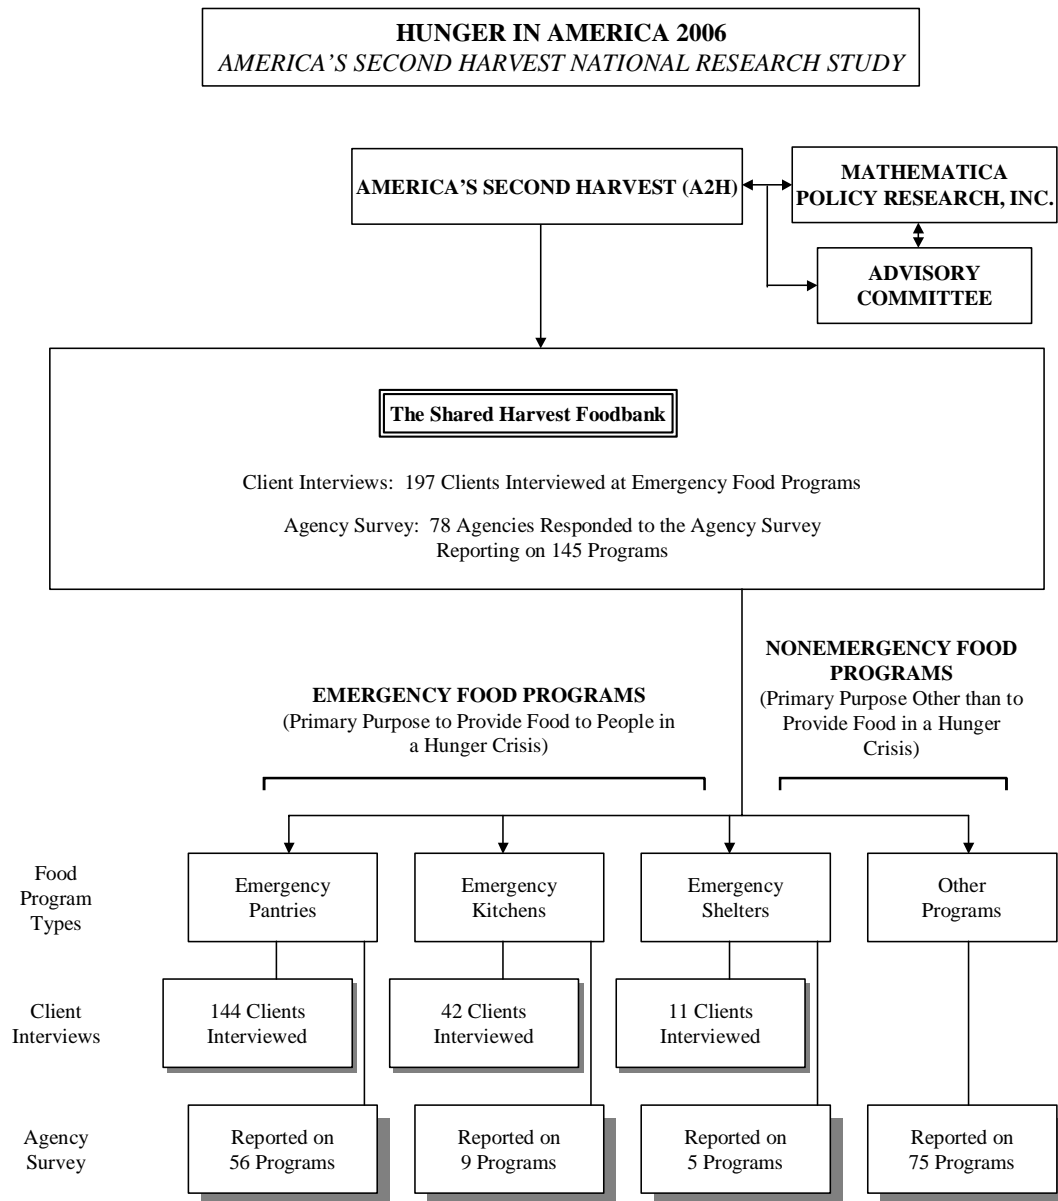 HUNGER IN AMERICA 2006
AMERICA'S SECOND HARVEST NATIONAL RESEARCH STUDY
AMERICA'S SECOND HARVEST (A2H)
MATHEMATICA
POLICY RESEARCH, INC.
ADVISORY
COMMITTEE
The Shared Harvest Foodbank
Client Interviews: 197 Clients Interviewed at Emergency Food Programs
Agency Survey: 78 Agencies Responded to the Agency Survey
Reporting on 145 Programs
EMERGENCY FOOD PROGRAMS
(Primary Purpose to Provide Food to People in
a Hunger Crisis)
NONEMERGENCY FOOD
PROGRAMS
(Primary Purpose Other than to
Provide Food in a Hunger
Crisis)
Food
Program
Types
Emergency
Pantries
Emergency
Kitchens
Emergency
Shelters
Other
Programs
Client
Interviews
144 Clients
Interviewed
42 Clients
Interviewed
11 Clients
Interviewed
Agency
Survey
Reported on
56 Programs
Reported on
9 Programs
Reported on
5 Programs
Reported on
75 Programs